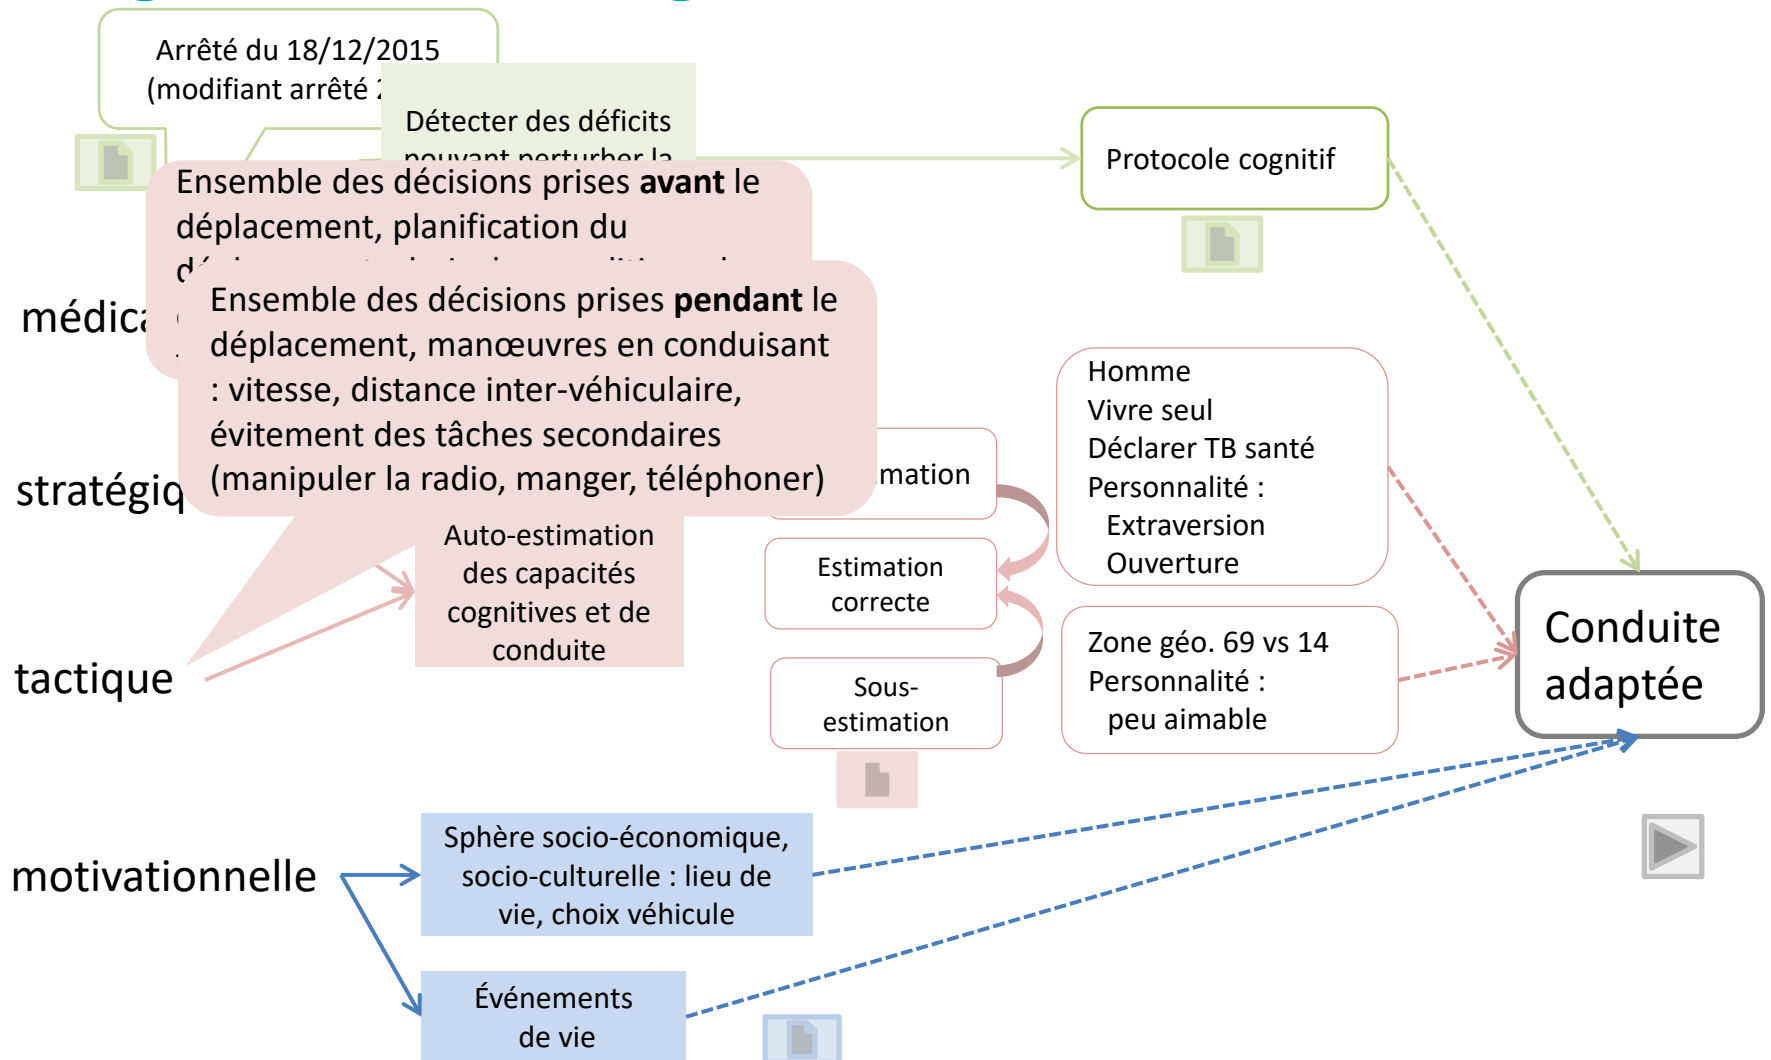 Arrêté du 18/12/2015
(modifiant arrêté
Détecter des déficits
pouvant perturber la
Protocole cognitif
Ensemble des décisions prises avant le
déplacement, planification du
médica
Ensemble des décisions prises pendant le
déplacement, manœuvres en conduisant
: vitesse, distance inter-véhiculaire,
évitement des tâches secondaires
(manipuler la radio, manger, téléphoner)
stratégiq
mation
Homme
Vivre seul
Déclarer TB santé
Personnalité :
Extraversion
Ouverture
Auto-estimation
des capacités
cognitives et de
conduite
Estimation
correcte
Sous-
estimation
Zone géo. 69 vs 14
Personnalité :
peu aimable
Conduite
adaptée
tactique
motivationnelle
Sphère socio-économique,
socio-culturelle : lieu de
vie, choix véhicule
Événements
de vie